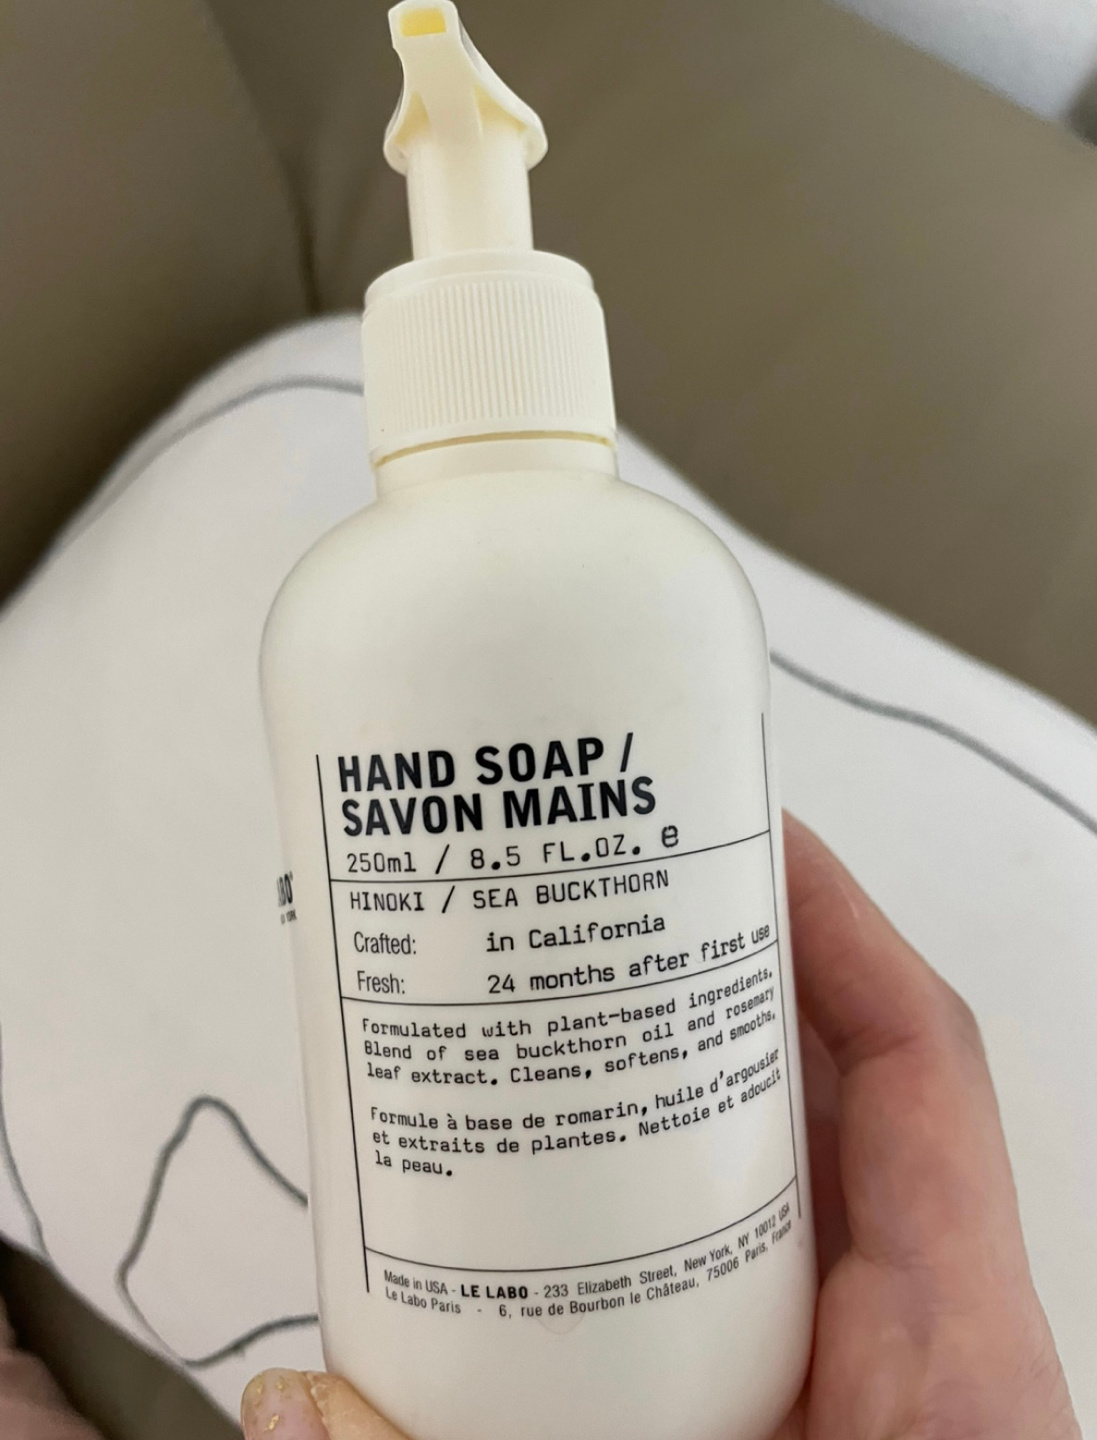 HAND SOAP /
SAVON MAINS
250ml / 8.5 FL.OZ. e
HINOKI / SEA BUCKTHORN
Crafted: in California
Fresh: 24 months after first use
Formulated with plant-based ingredients.
Blend of sea buckthorn oil and rosemary
leaf extract. Cleans, softens, and smooths.
Formule à base de romarin, huile d'argousier
et extraits de plantes. Nettoie et adoucit
la peau.
Made in USA - LE LABO - 233 Elizabeth Street, New York, NY 10012 USA
Le Labo Paris - 6, rue de Bourbon le Château, 75006 Paris, France